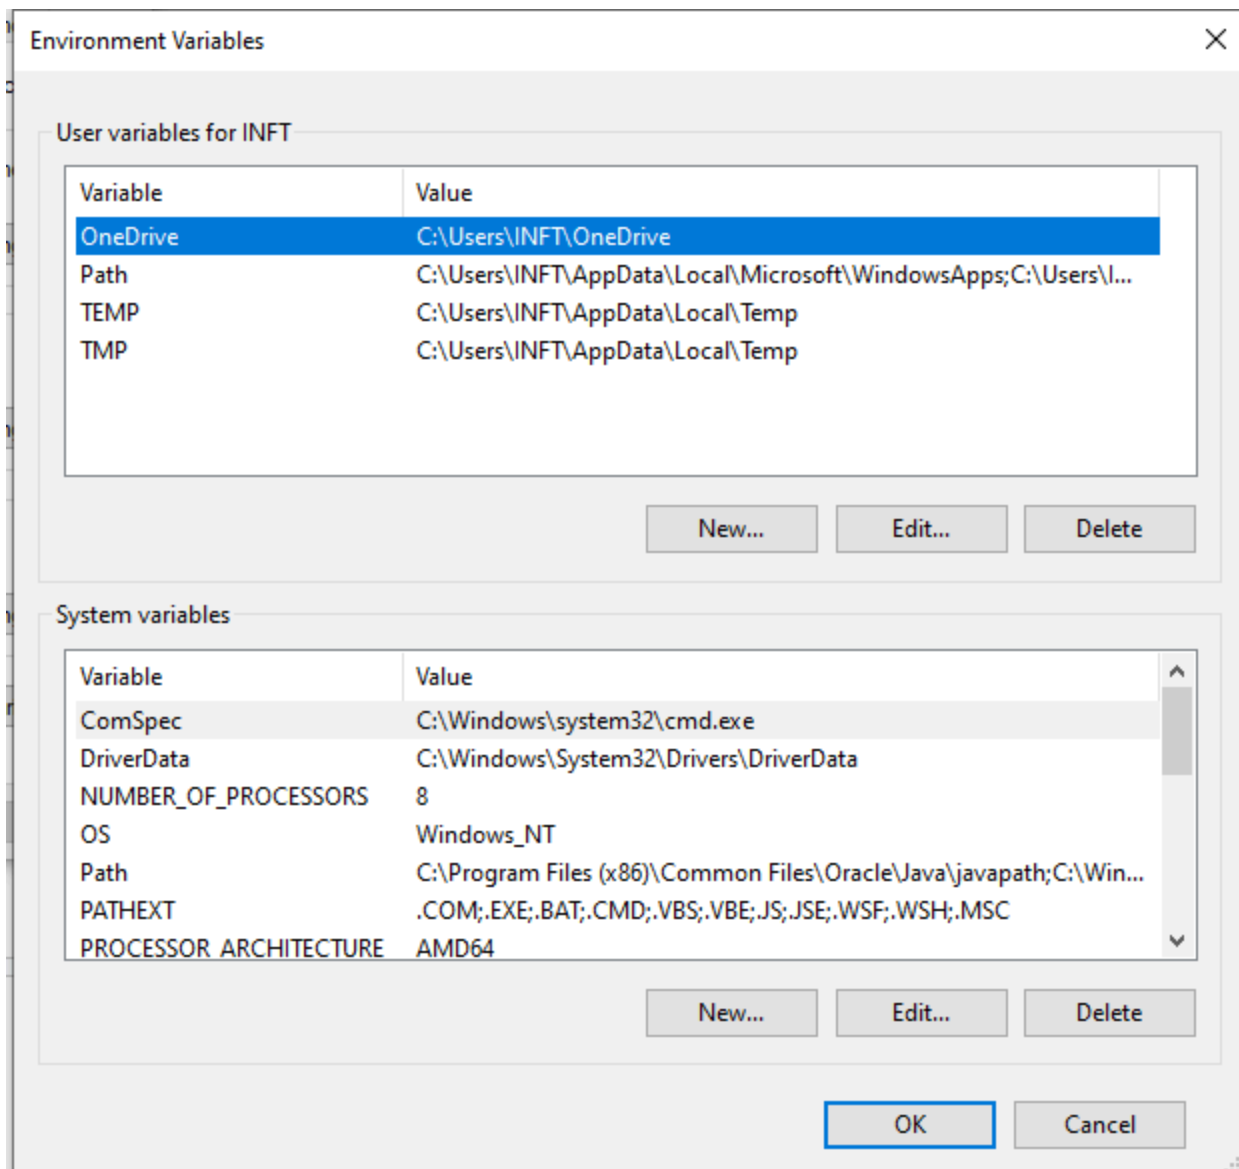 Environment Variables
User variables for INFT
Variable Value
OneDrive C:\Users\INFT\OneDrive
Path C:\Users\INFT\AppData\Local\Microsoft\WindowsApps;C:\Users\I...
TEMP C:\Users\INFT\AppData\Local\Temp
TMP C:\Users\INFT\AppData\Local\Temp
New... Edit... Delete
System variables
Variable Value
ComSpec C:\Windows\system32\cmd.exe
DriverData C:\Windows\System32\Drivers\DriverData
NUMBER_OF_PROCESSORS 8
OS Windows_NT
Path C:\Program Files (x86)\Common Files\Oracle\Java\javapath;C:\Win...
PATHEXT .COM;.EXE;.BAT;.CMD;.VBS;.VBE;.JS;.JSE;.WSF;.WSH;.MSC
PROCESSOR_ARCHITECTURE AMD64
New... Edit... Delete
OK Cancel